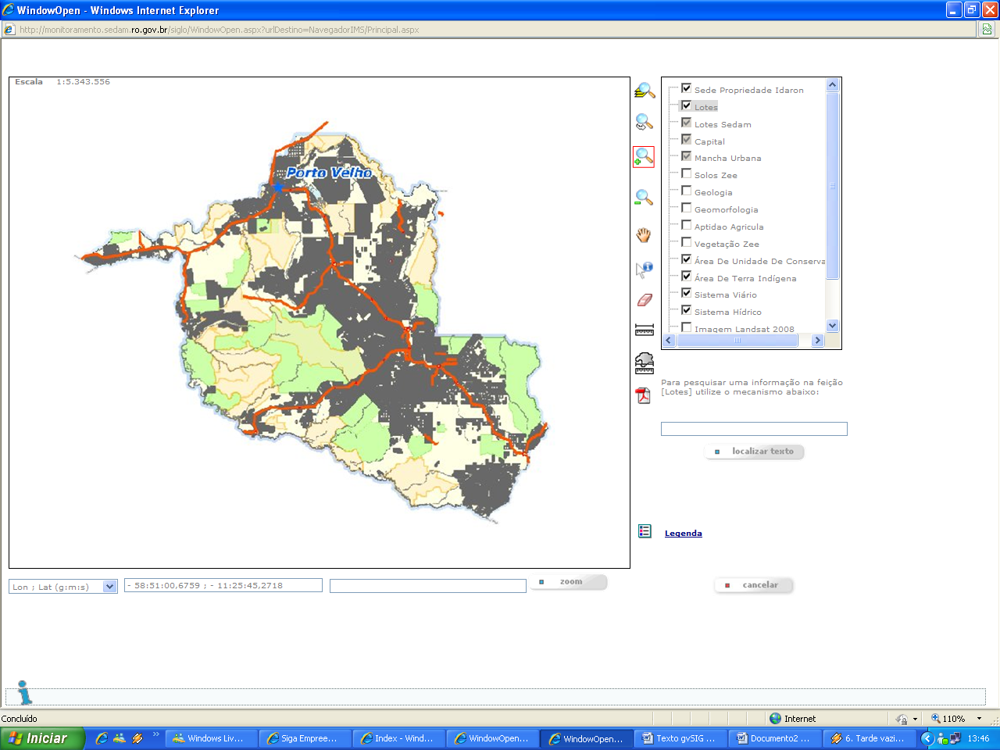 WindowOpen - Windows Internet Explorer
http://monitoramento.sedam.ro.gov.br/siglo/WindowOpen.aspx?urlDestino=NavegadorIMS/Principal.aspx
Escala 1:5.343.556
Porto Velho
Sede Propriedade Idaron
Lotes
Lotes Sedam
Capital
Mancha Urbana
Solos Zee
Geologia
Geomorfologia
Aptidao Agricula
Vegetação Zee
Área De Unidade De Conserva
Área De Terra Indígena
Sistema Viário
Sistema Hídrico
Imagem Landsat 2008
Para pesquisar uma informação na feição
[Lotes] utilize o mecanismo abaixo:
localizar texto
Legenda
Lon ; Lat (g:m:s) - 58:51:00,6759 ; - 11:25:45,2718 zoom cancelar
Concluído Internet 110%
Iniciar Windows Liv... Siga Empree... Index - Wind... WindowOpen... WindowOpen... Texto gvSIG ... Documento2 ... 6. Tarde vazi... 13:46